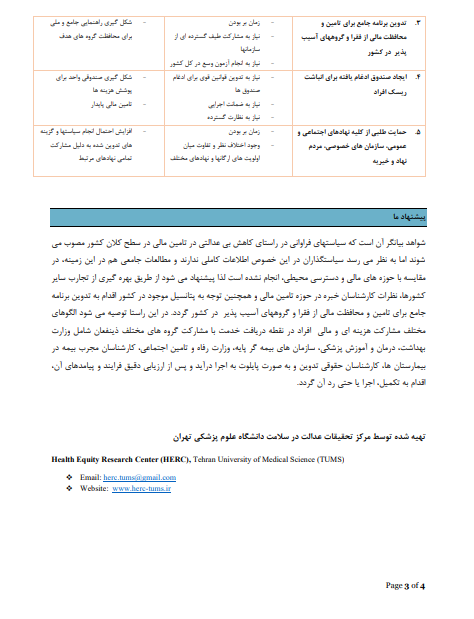 ۳. تدوین برنامه جامع برای تامین و
محافظت مالی از فقرا و گروههای آسیب
پذیر در کشور
- زمان بر بودن
- نیاز به مشارکت طیف گسترده ای از
سازمانها
- نیاز به انجام آزمون وسع در کل کشور
- شکل گیری راهنمایی جامع و ملی
برای محافظت گروه های هدف
۴. ایجاد صندوق ادغام یافته برای انباشت
ریسک افراد
- نیاز به تدوین قوانین قوی برای ادغام
صندوق ها
- نیاز به ضمانت اجرایی
- نیاز به نظارت گسترده
- شکل گیری صندوقی واحد برای
پوشش هزینه ها
- تامین مالی پایدار
۵. حمایت طلبی از کلیه نهادهای اجتماعی و
عمومی، سازمان های خصوصی، مردم
نهاد و خیریه
- زمان بر بودن
- وجود اختلاف نظر و تفاوت میان
اولویت های ارگانها و نهادهای مختلف
- افزایش احتمال انجام سیاستها و گزینه
های تدوین شده به دلیل مشارکت
تمامی نهادهای مرتبط
پیشنهاد ما
شواهد بیانگر آن است که سیاستهای فراوانی در راستای کاهش بی عدالتی در تامین مالی در سطح کلان کشور مصوب می
شوند اما به نظر می رسد سیاستگذاران در این خصوص اطلاعات کاملی ندارند و مطالعات جامعی هم در این زمینه، در
مقایسه با حوزه های مالی و دسترسی محیطی، انجام نشده است لذا پیشنهاد می شود از طریق بهره گیری از تجارب سایر
کشورها، نظرات کارشناسان خبره در حوزه تامین مالی و همچنین توجه به پتانسیل موجود در کشور اقدام به تدوین برنامه
جامع برای تامین و محافظت مالی از فقرا و گروههای آسیب پذیر در کشور گردد. در این راستا توصیه می شود الگوهای
مختلف مشارکت هزینه ای و مالی افراد در نقطه دریافت خدمت با مشارکت گروه های مختلف ذینفعان شامل وزارت
بهداشت، درمان و آموزش پزشکی، سازمان های بیمه گر پایه، وزارت رفاه و تامین اجتماعی، کارشناسان مجرب بیمه در
بیمارستان ها، کارشناسان حقوقی تدوین و به صورت پایلوت به اجرا درآید و پس از ارزیابی دقیق فرایند و پیامدهای آن،
اقدام به تکمیل، اجرا یا حتی رد آن گردد.
تهیه شده توسط مرکز تحقیقات عدالت در سلامت دانشگاه علوم پزشکی تهران
Health Equity Research Center (HERC), Tehran University of Medical Science (TUMS)
❖ Email: herc.tums@gmail.com
❖ Website: www.herc-tums.ir
Page 3 of 4